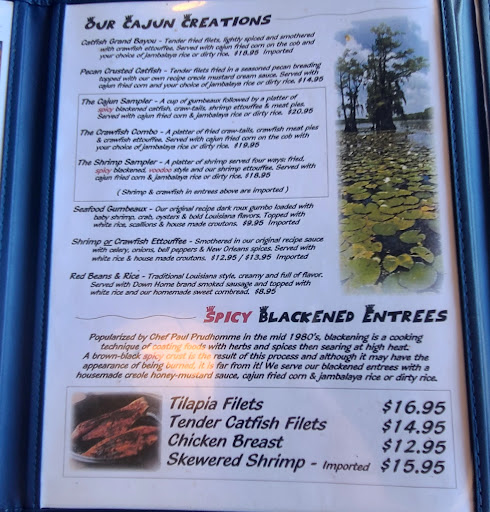 Our Cajun Creations
Catfish Grand Bayou - Tender fried filets, lightly spiced and smothered
with crawfish ettouffee. Served with cajun fried corn on the cob and
your choice of jambalaya rice or dirty rice. $18.95 Imported
Pecan Crusted Catfish - Tender filets fried in a seasoned pecan breading
topped with our own recipe creole mustard cream sauce. Served with
cajun fried corn and your choice of jambalaya rice or dirty rice. $14.95
The Cajun Sampler - A cup of gumbeaux followed by a platter of
spicy blackened catfish, craw-tails, shrimp ettouffee & meat pies.
Served with cajun fried corn & jambalaya rice or dirty rice. $20.95
The Crawfish Combo - A platter of fried craw-tails, crawfish meat pies
& crawfish ettouffee. Served with cajun fried corn on the cob with
your choice of jambalaya rice or dirty rice. $19.95
The Shrimp Sampler - A platter of shrimp served four ways: fried,
spicy blackened, voodoo style and our shrimp ettouffee. Served with
cajun fried corn & jambalaya rice or dirty rice. $18.95
( Shrimp & crawfish in entrees above are imported )
Seafood Gumbeaux - Our original recipe dark roux gumbo loaded with
baby shrimp, crab, oysters & bold Louisiana flavors. Topped with
white rice, scallions & house made croutons. $9.95 Imported
Shrimp or Crawfish Ettouffee - Smothered in our original recipe sauce
with celery, onions, bell peppers & New Orleans spices. Served with
white rice & house made croutons. $12.95 / $13.95 Imported
Red Beans & Rice - Traditional Louisiana style, creamy and full of flavor.
Served with Down Home brand smoked sausage and topped with
white rice and our homemade sweet cornbread. $8.95
Spicy Blackened Entrees
Popularized by Chef Paul Prudhomme in the mid 1980's, blackening is a cooking
technique of coating foods with herbs and spices then searing at high heat.
A brown-black spicy crust is the result of this process and although it may have the
appearance of being burned, it is far from it! We serve our blackened entrees with a
housemade creole honey-mustard sauce, cajun fried corn & jambalaya rice or dirty rice.
Tilapia Filets $16.95
Tender Catfish Filets $14.95
Chicken Breast $12.95
Skewered Shrimp - Imported $15.95